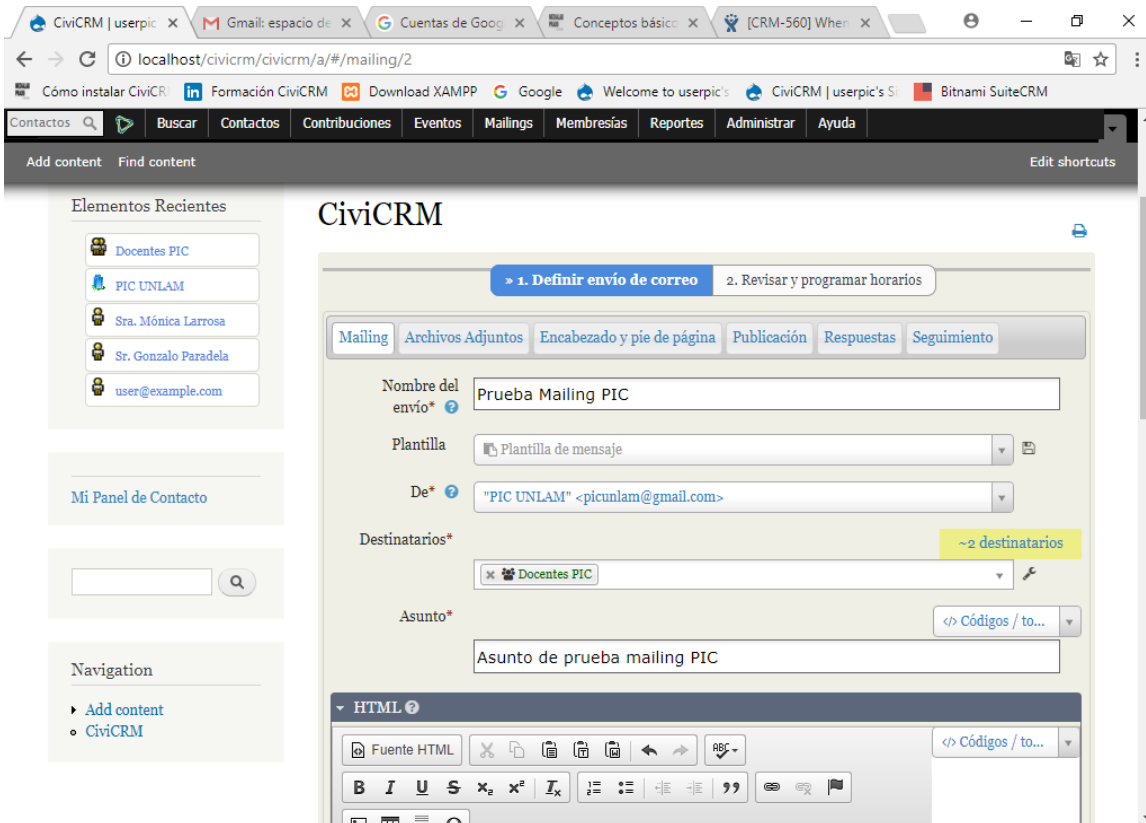 CiviCRM | userpic
Gmail: espacio de
Cuentas de Goog
Conceptos básico
[CRM-560] When
localhost/civicrm/civicrm/a/#/mailing/2
Cómo instalar CiviCR
Formación CiviCRM
Download XAMPP
Google
Welcome to userpic's
CiviCRM | userpic's Si
Bitnami SuiteCRM
Contactos
Buscar
Contactos
Contribuciones
Eventos
Mailings
Membresías
Reportes
Administrar
Ayuda
Add content
Find content
Edit shortcuts
Elementos Recientes
Docentes PIC
PIC UNLAM
Sra. Mónica Larrosa
Sr. Gonzalo Paradela
user@example.com
Mi Panel de Contacto
Navigation
Add content
CiviCRM
CiviCRM
» 1. Definir envío de correo
2. Revisar y programar horarios
Mailing
Archivos Adjuntos
Encabezado y pie de página
Publicación
Respuestas
Seguimiento
Nombre del
envío*
Prueba Mailing PIC
Plantilla
Plantilla de mensaje
De*
"PIC UNLAM" <picunlam@gmail.com>
Destinatarios*
~2 destinatarios
Docentes PIC
Asunto*
</> Códigos / to...
Asunto de prueba mailing PIC
HTML
Fuente HTML
</> Códigos / to...